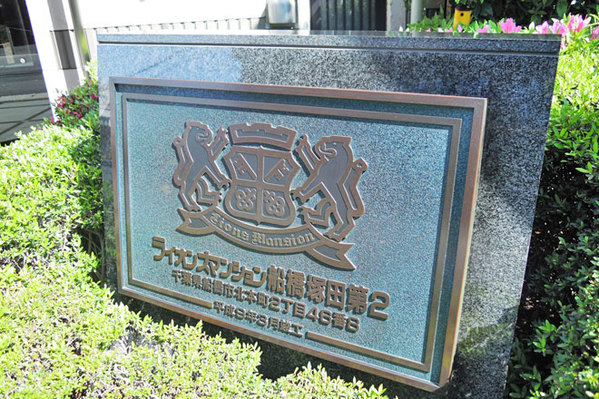 Lions Mansion
ライオンズマンション船橋塚田第2
千葉県船橋市北本町2丁目46番6
平成9年3月竣工